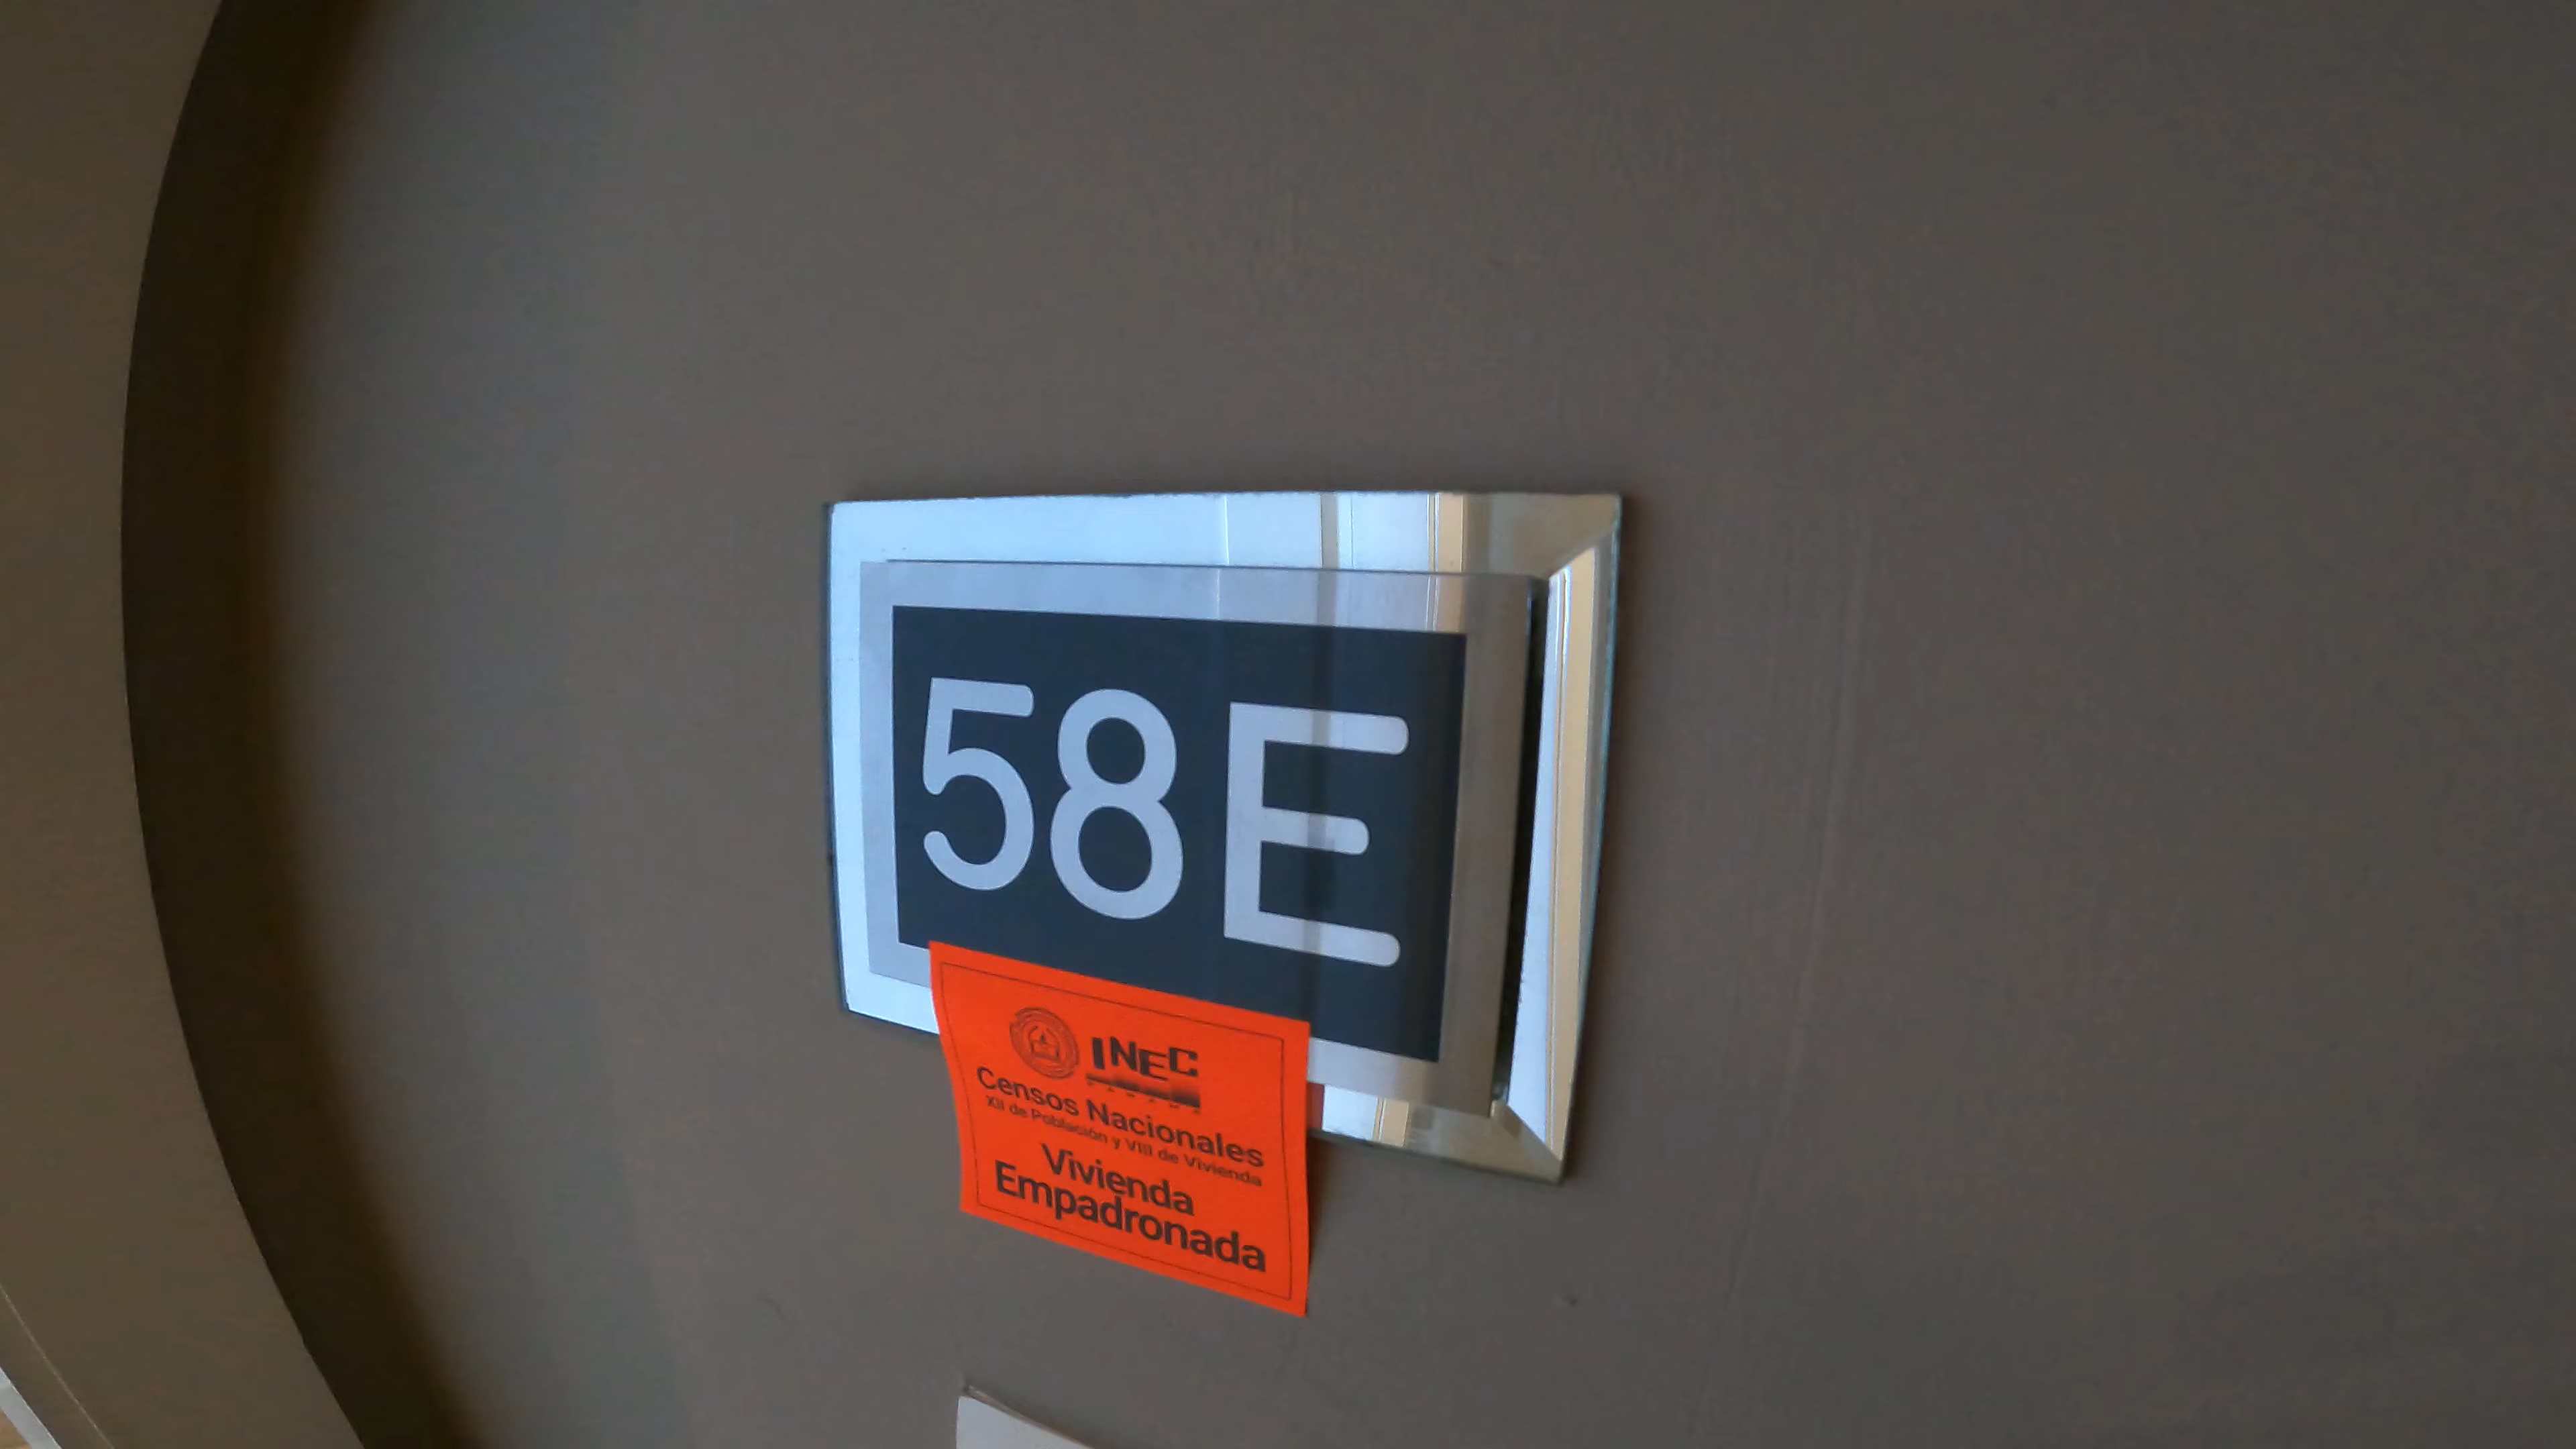 58E
INEC
Censos Nacionales
XII de Población y VIII de Vivienda
Vivienda
Empadronada